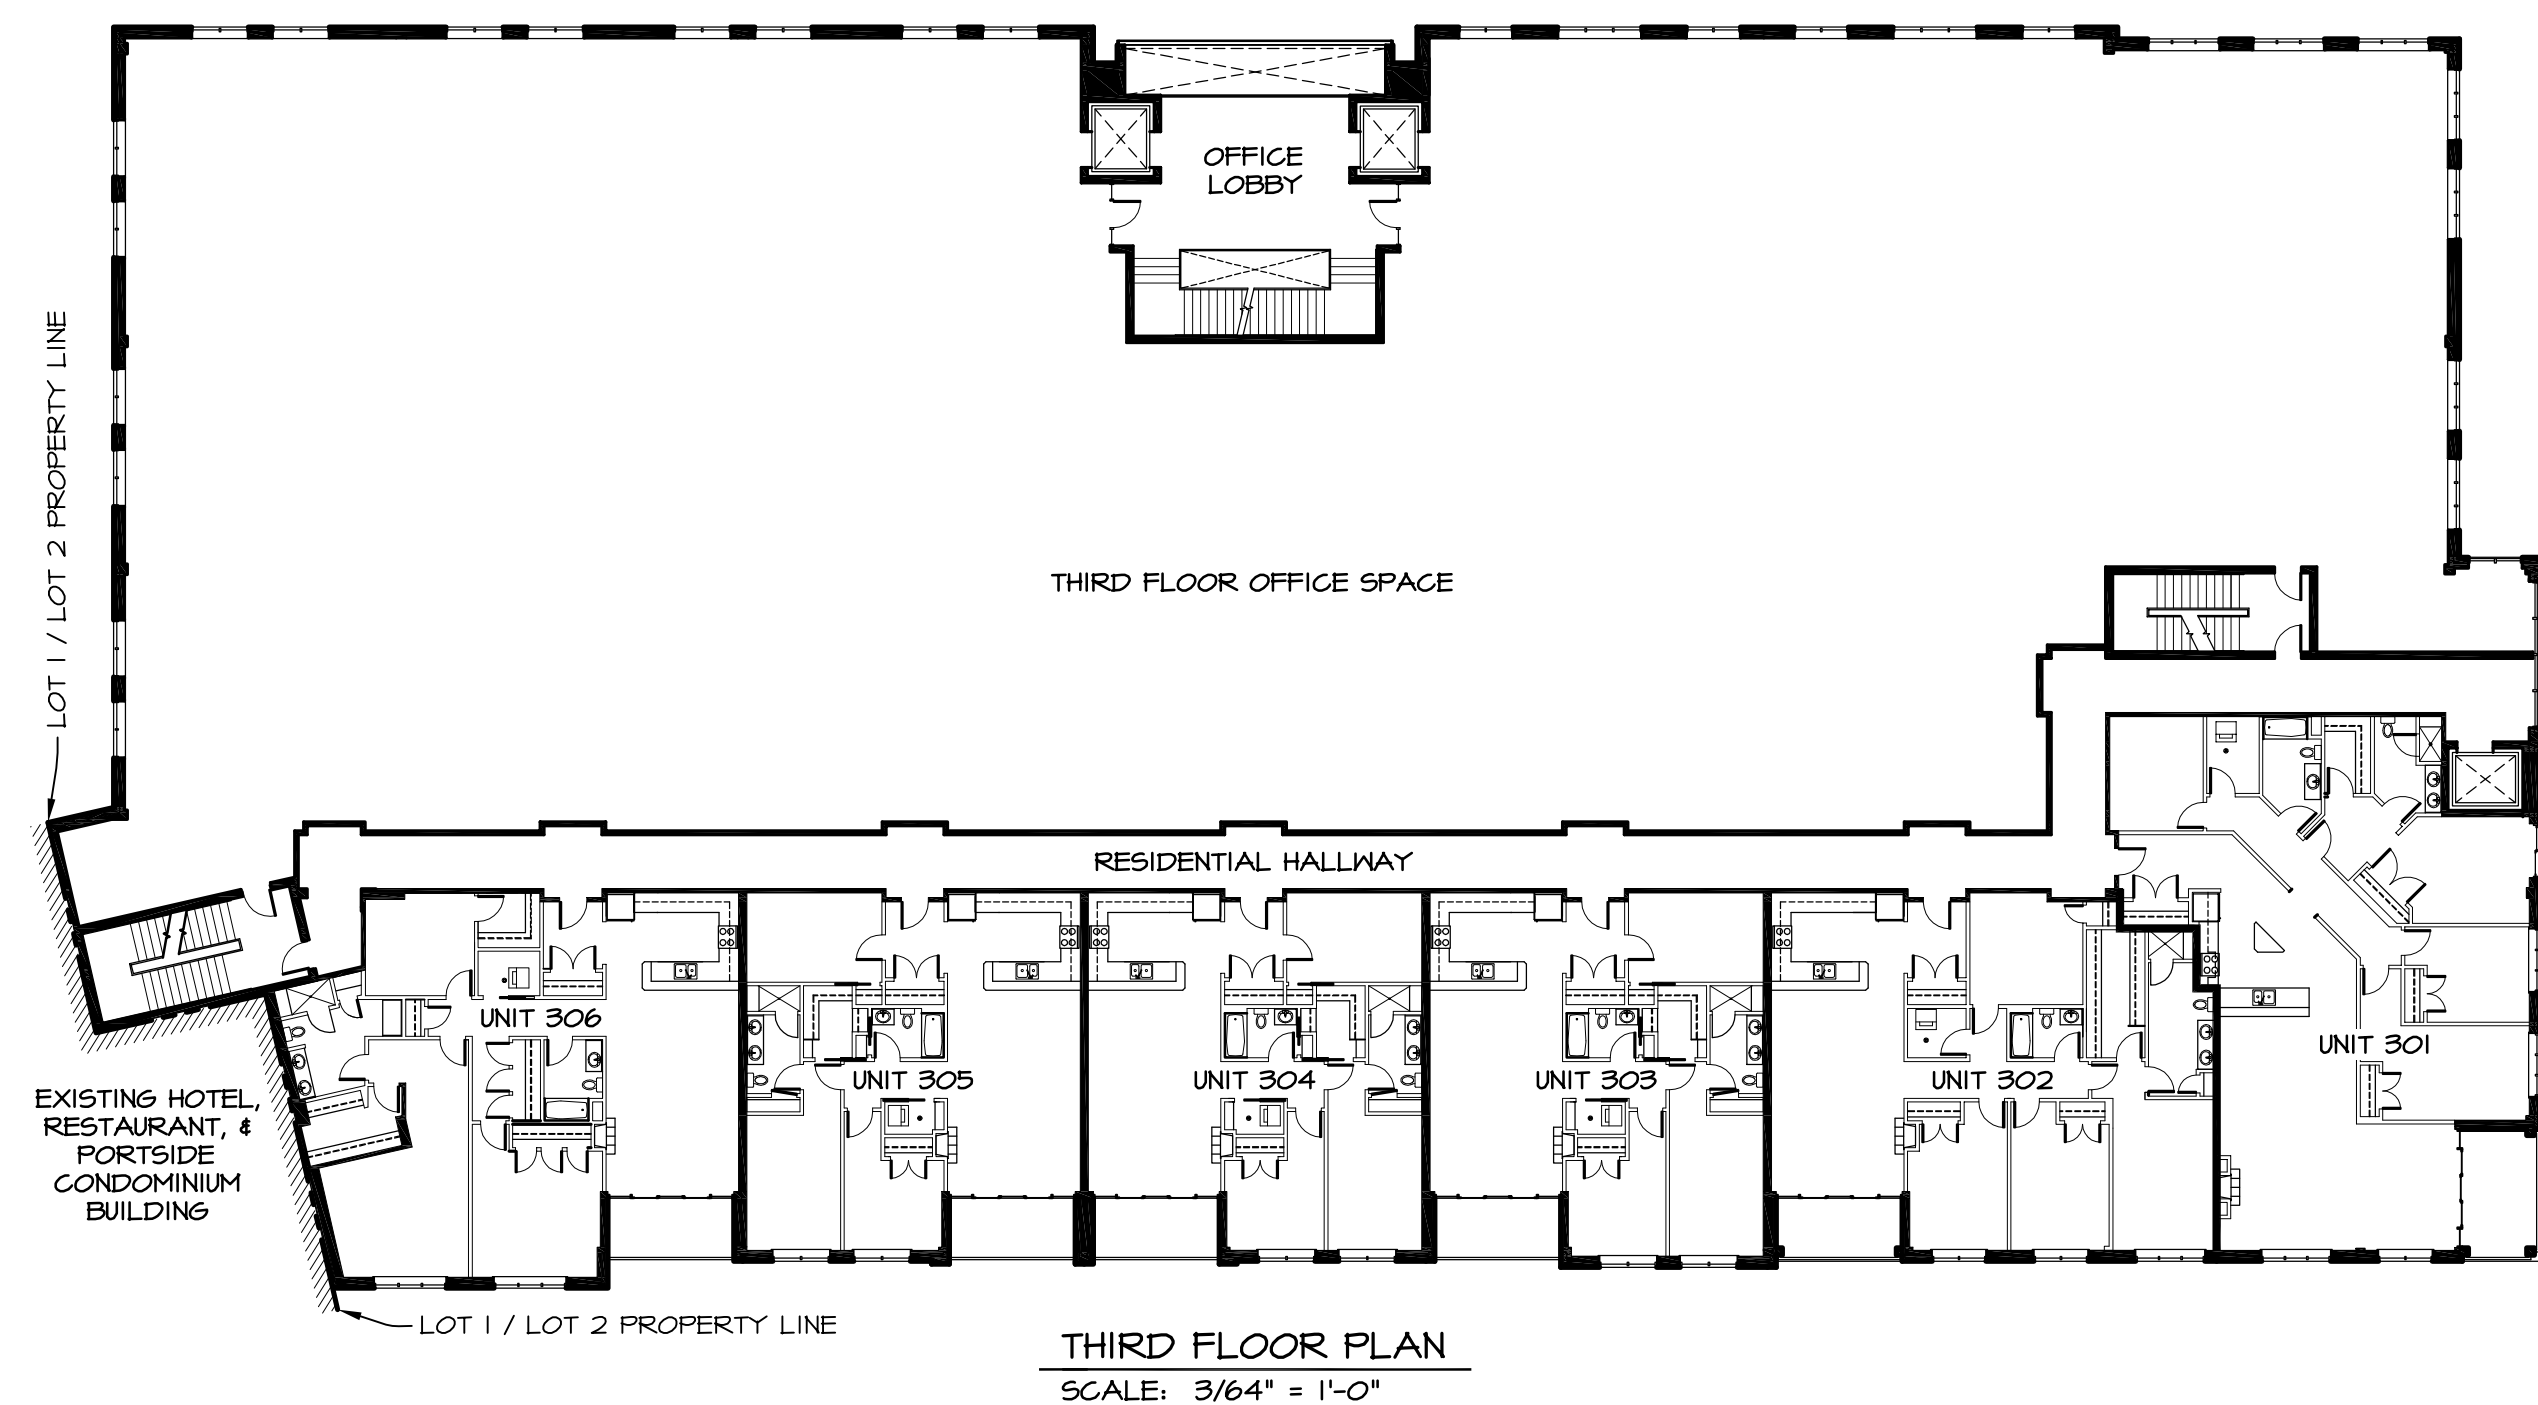 OFFICE
LOBBY
LOT 1 / LOT 2 PROPERTY LINE
THIRD FLOOR OFFICE SPACE
RESIDENTIAL HALLWAY
UNIT 306
UNIT 305
UNIT 304
UNIT 303
UNIT 302
UNIT 301
EXISTING HOTEL,
RESTAURANT, &
PORTSIDE
CONDOMINIUM
BUILDING
LOT 1 / LOT 2 PROPERTY LINE
THIRD FLOOR PLAN
SCALE: 3/64" = 1'-0"